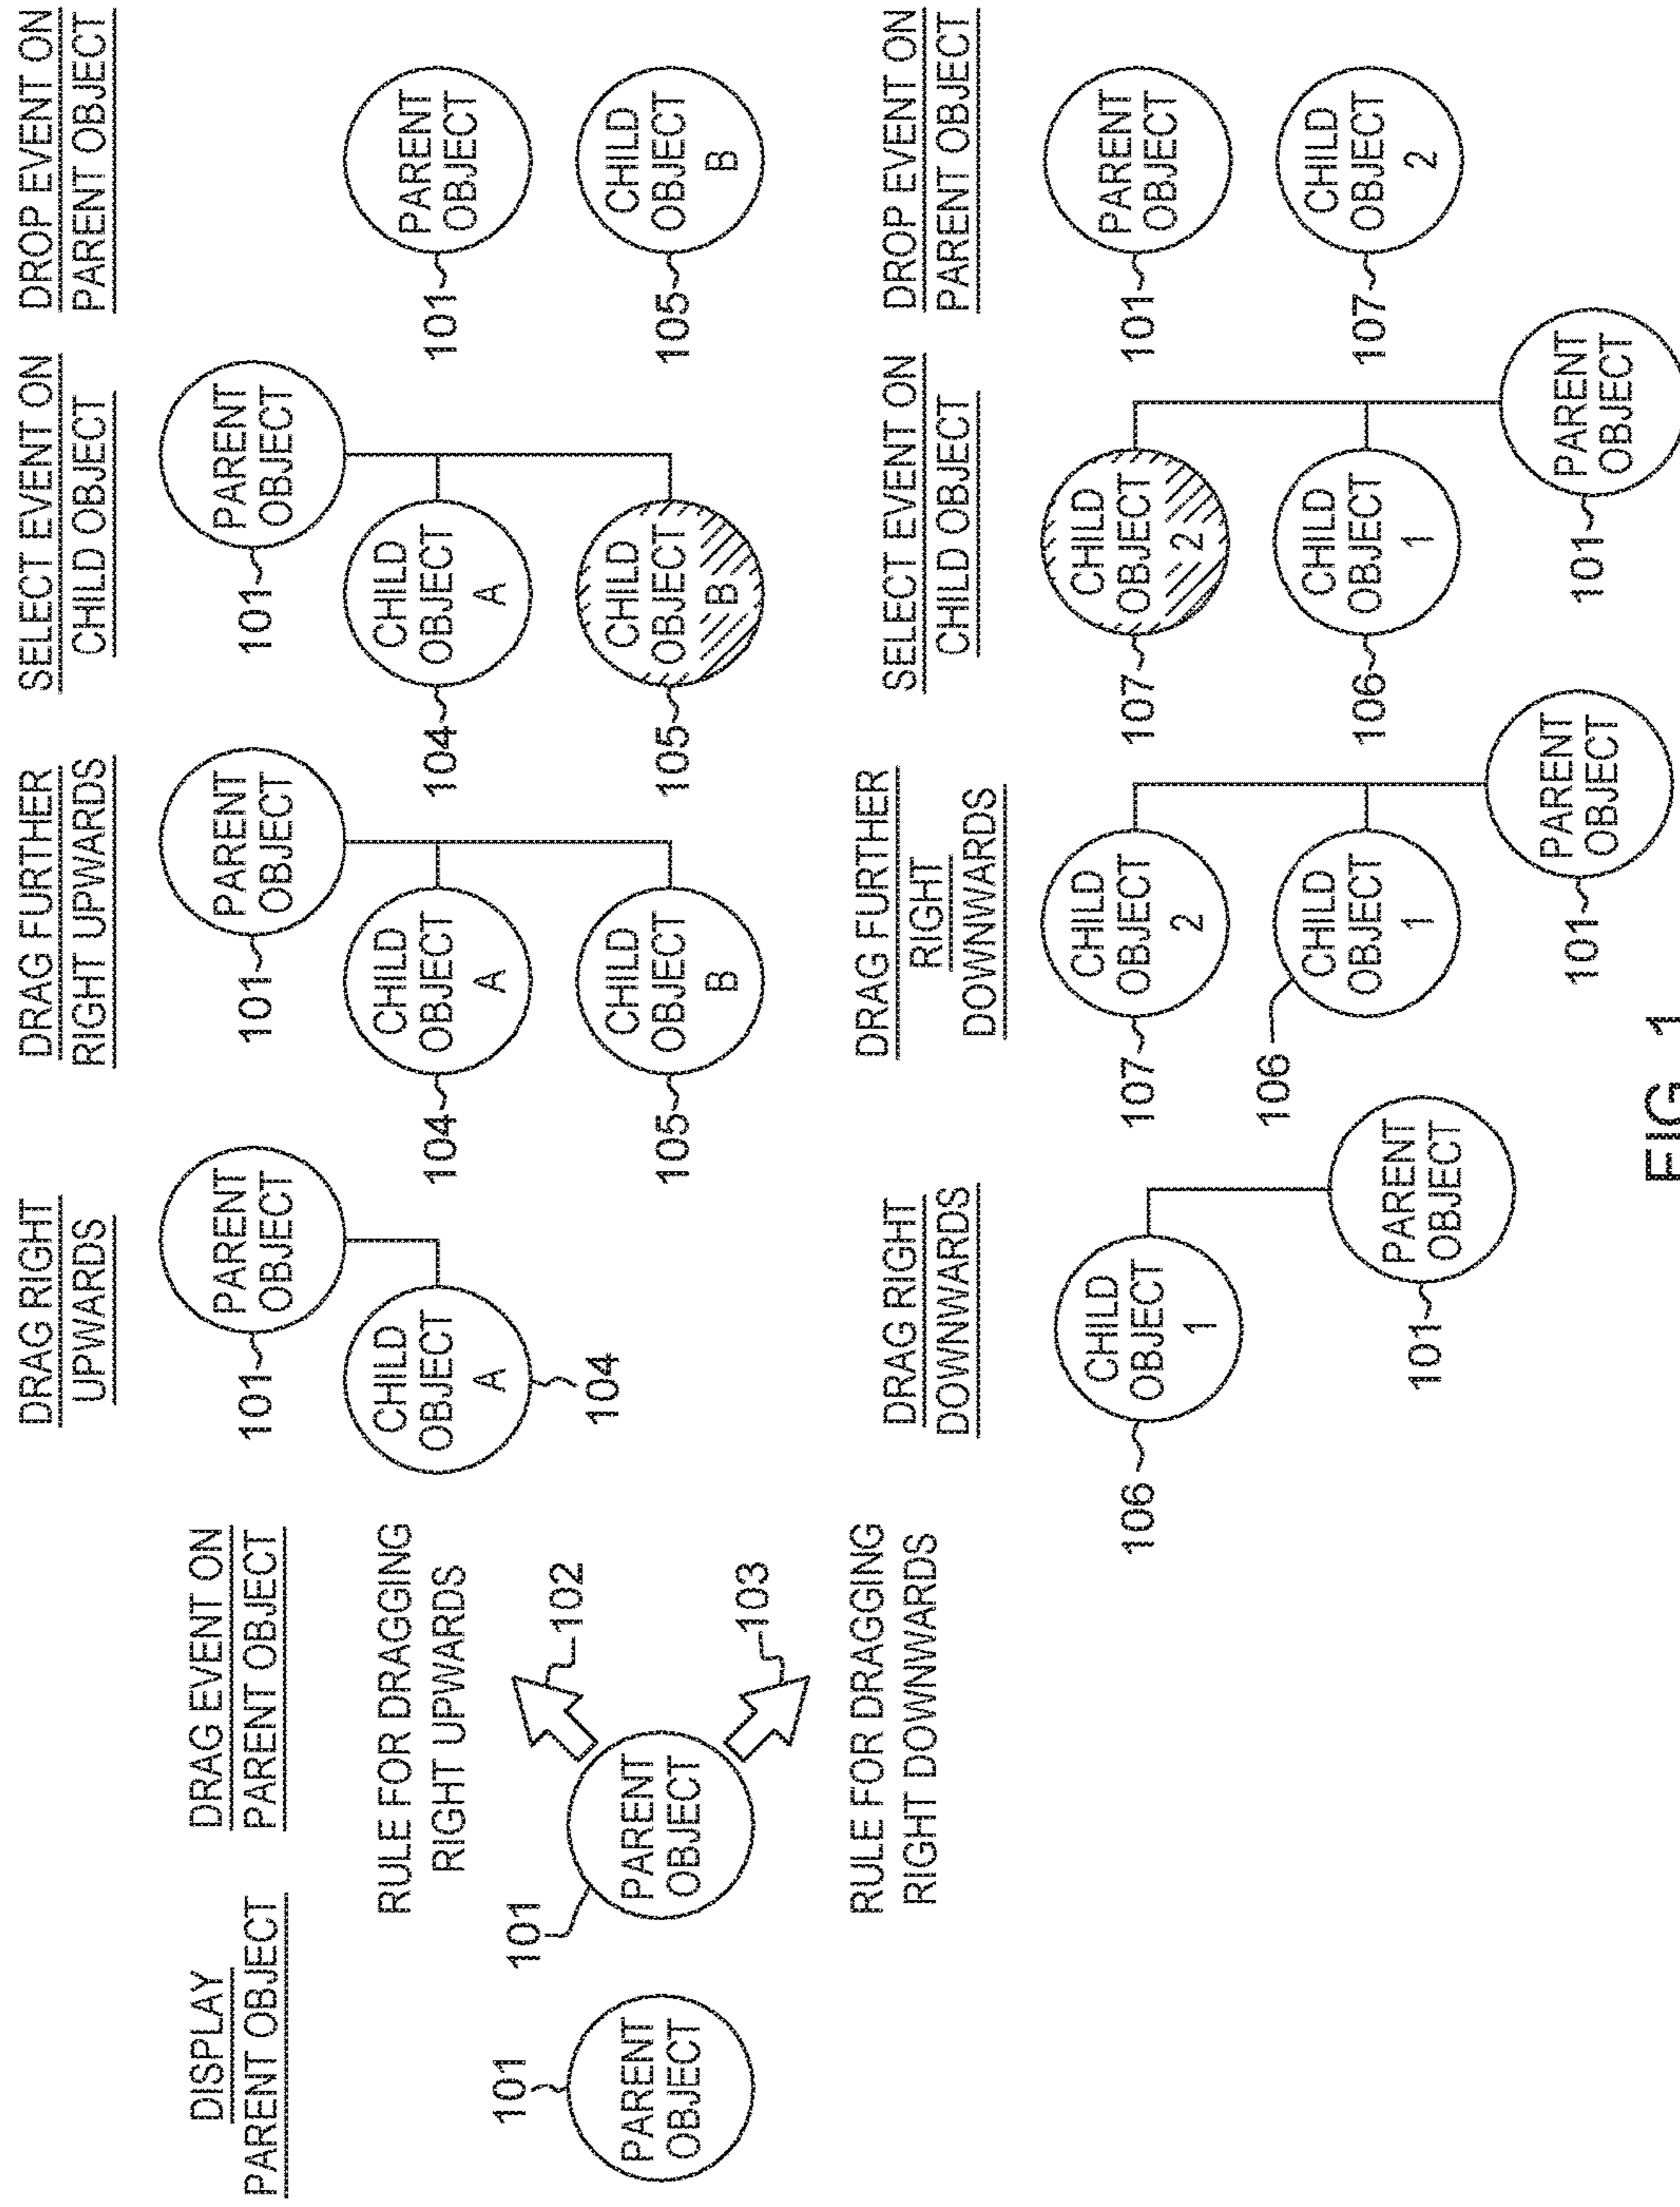 DISPLAY
PARENT OBJECT
101
PARENT
OBJECT
DRAG EVENT ON
PARENT OBJECT
RULE FOR DRAGGING
RIGHT UPWARDS
102
101
PARENT
OBJECT
103
RULE FOR DRAGGING
RIGHT DOWNWARDS
DRAG RIGHT
UPWARDS
101
PARENT
OBJECT
CHILD
OBJECT
A
104
DRAG FURTHER
RIGHT UPWARDS
101
PARENT
OBJECT
104
CHILD
OBJECT
A
105
CHILD
OBJECT
B
SELECT EVENT ON
CHILD OBJECT
101
PARENT
OBJECT
104
CHILD
OBJECT
A
105
CHILD
OBJECT
B
DROP EVENT ON
PARENT OBJECT
101
PARENT
OBJECT
105
CHILD
OBJECT
B
DRAG RIGHT
DOWNWARDS
106
CHILD
OBJECT
1
101
PARENT
OBJECT
DRAG FURTHER
RIGHT
DOWNWARDS
107
CHILD
OBJECT
2
106
CHILD
OBJECT
1
101
PARENT
OBJECT
SELECT EVENT ON
CHILD OBJECT
107
CHILD
OBJECT
2
106
CHILD
OBJECT
1
101
PARENT
OBJECT
DROP EVENT ON
PARENT OBJECT
101
PARENT
OBJECT
107
CHILD
OBJECT
2
FIG. 1